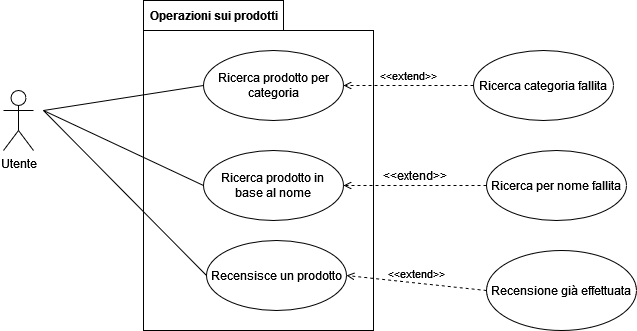 Operazioni sui prodotti
Ricerca prodotto per
categoria
<<extend>>
Ricerca categoria fallita
Utente
Ricerca prodotto in
base al nome
<<extend>>
Ricerca per nome fallita
Recensisce un prodotto
<<extend>>
Recensione già effettuata